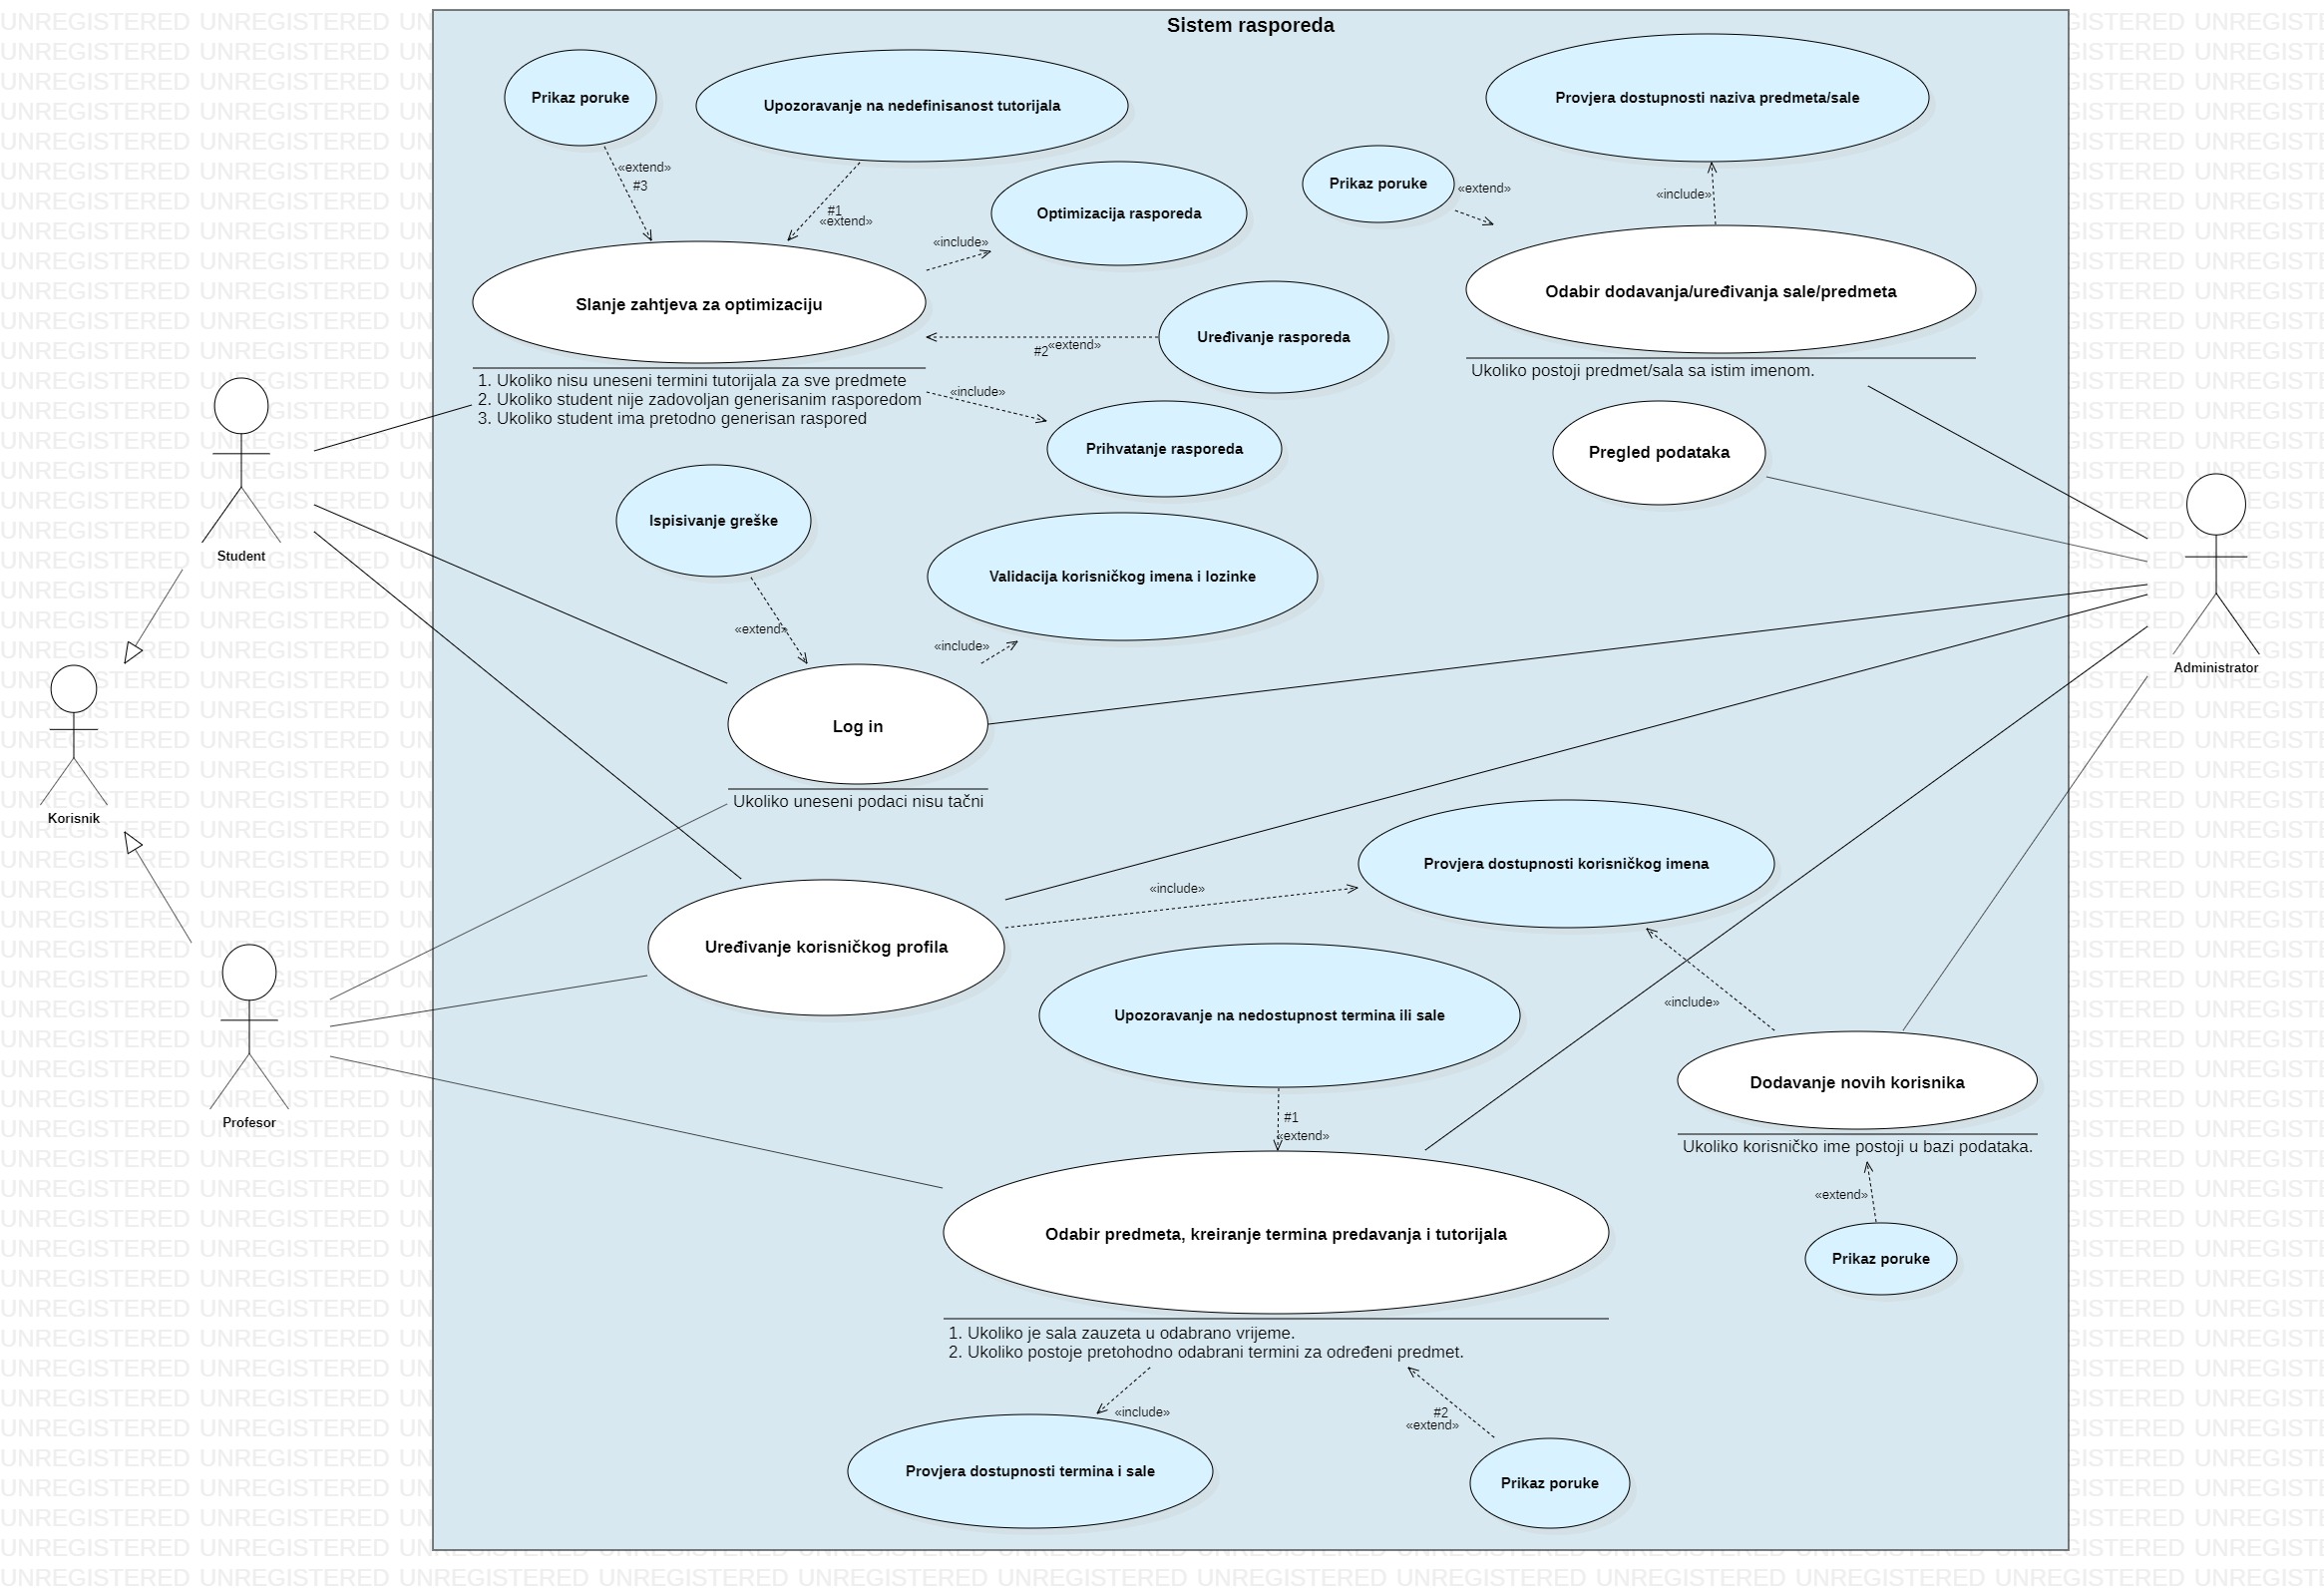 Sistem rasporeda
Prikaz poruke
Upozoravanje na nedefinisanost tutorijala
Provjera dostupnosti naziva predmeta/sale
«extend»
#3
#1
«extend»
Optimizacija rasporeda
Prikaz poruke
«extend»
«include»
«include»
Slanje zahtjeva za optimizaciju
Odabir dodavanja/uređivanja sale/predmeta
Uređivanje rasporeda
#2
«extend»
1. Ukoliko nisu uneseni termini tutorijala za sve predmete
2. Ukoliko student nije zadovoljan generisanim rasporedom
3. Ukoliko student ima pretodno generisan raspored
Ukoliko postoji predmet/sala sa istim imenom.
«include»
Prihvatanje rasporeda
Pregled podataka
Ispisivanje greške
Student
Validacija korisničkog imena i lozinke
«extend»
«include»
Administrator
Log in
Ukoliko uneseni podaci nisu tačni
Korisnik
Provjera dostupnosti korisničkog imena
«include»
Uređivanje korisničkog profila
«include»
Upozoravanje na nedostupnost termina ili sale
Dodavanje novih korisnika
Profesor
#1
«extend»
Ukoliko korisničko ime postoji u bazi podataka.
«extend»
Odabir predmeta, kreiranje termina predavanja i tutorijala
Prikaz poruke
1. Ukoliko je sala zauzeta u odabrano vrijeme.
2. Ukoliko postoje pretohodno odabrani termini za određeni predmet.
«include»
#2
«extend»
Provjera dostupnosti termina i sale
Prikaz poruke
UNREGISTERED UNREGISTERED UNREGISTERED UNREGISTERED UNREGISTERED UNREGISTERED UNREGISTERED UNREGISTERED UNREGISTERED UNREGISTERED UNREGISTERED